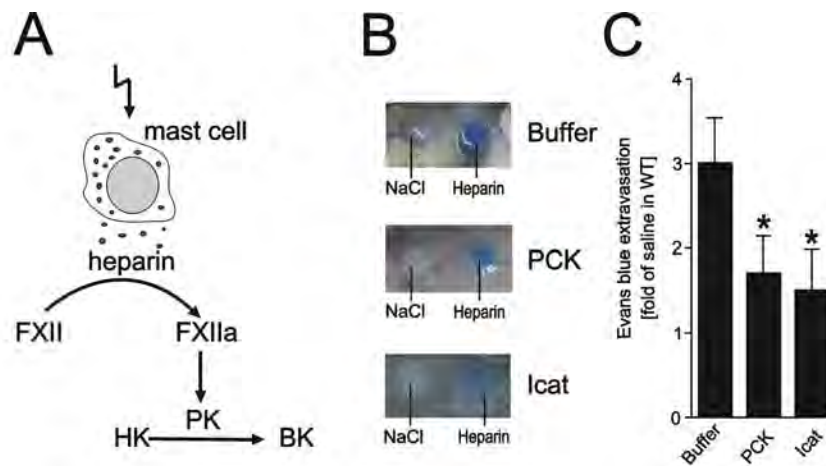 A
mast cell
heparin
FXII
FXIIa
PK
HK
BK
B
NaCl
Heparin
Buffer
NaCl
Heparin
PCK
NaCl
Heparin
Icat
C
Evans blue extravasation
[fold of saline in WT]
4
3
2
1
0
*
*
Buffer
PCK
Icat